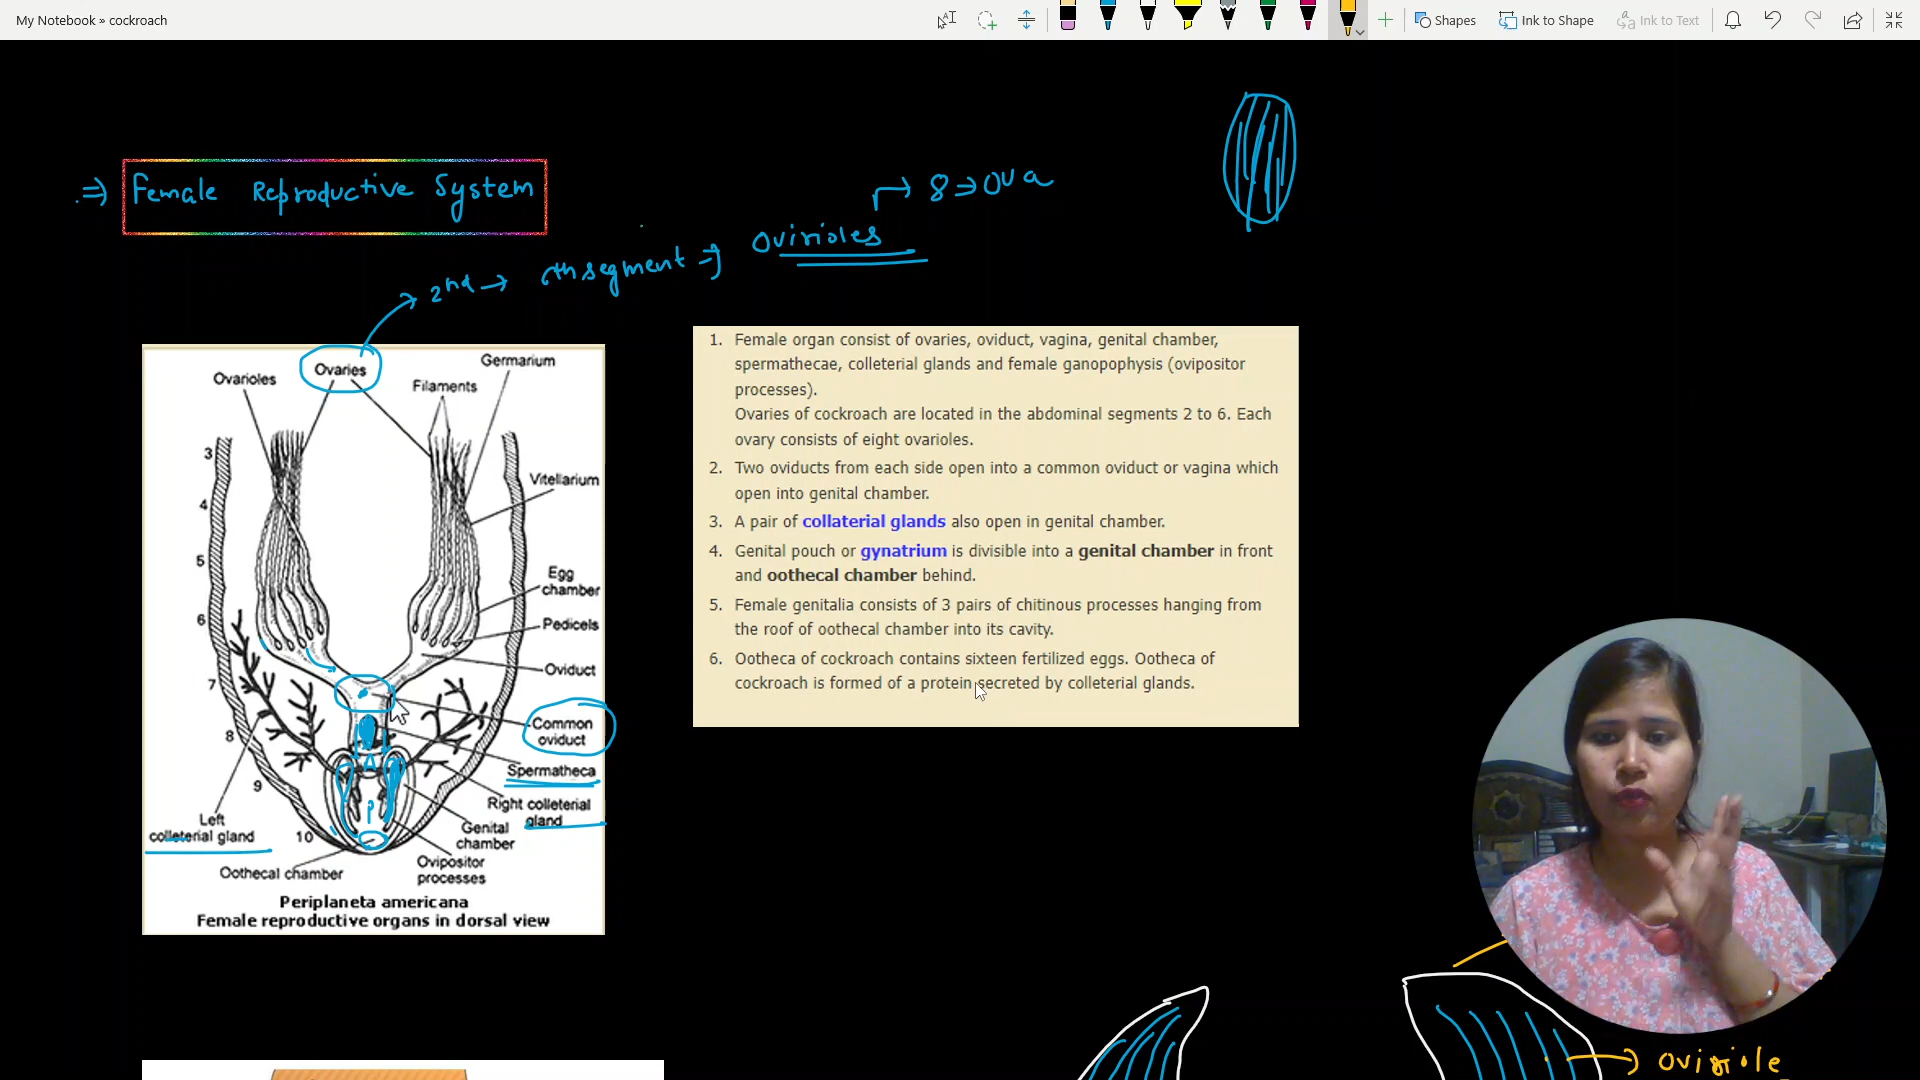 My Notebook » cockroach
Shapes
Ink to Shape
Ink to Text
⇒ Female Reproductive System
8 ⇒ Ova
2nd → segment → Ovirioles
Ovaries
Ovarioles
Germarium
Filaments
3
4
5
6
7
8
9
10
Vitellarium
Egg
chamber
Pedicels
Oviduct
Common
oviduct
Spermatheca
Right colleterial
gland
Genital
chamber
Ovipositor
processes
Left
colleterial gland
Oothecal chamber
Periplaneta americana
Female reproductive organs in dorsal view
1. Female organ consist of ovaries, oviduct, vagina, genital chamber,
spermathecae, colleterial glands and female ganopophysis (ovipositor
processes).
Ovaries of cockroach are located in the abdominal segments 2 to 6. Each
ovary consists of eight ovarioles.
2. Two oviducts from each side open into a common oviduct or vagina which
open into genital chamber.
3. A pair of collaterial glands also open in genital chamber.
4. Genital pouch or gynatrium is divisible into a genital chamber in front
and oothecal chamber behind.
5. Female genitalia consists of 3 pairs of chitinous processes hanging from
the roof of oothecal chamber into its cavity.
6. Ootheca of cockroach contains sixteen fertilized eggs. Ootheca of
cockroach is formed of a protein secreted by colleterial glands.
→ oviriole